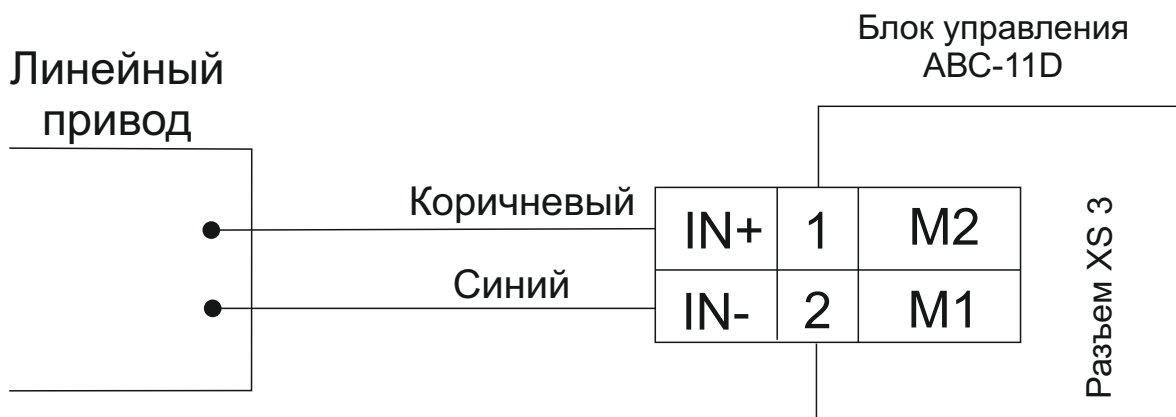 Блок управления
АВС-11D
Линейный
привод
Коричневый
IN+ 1 M2
Синий
IN- 2 M1
Разъем XS 3